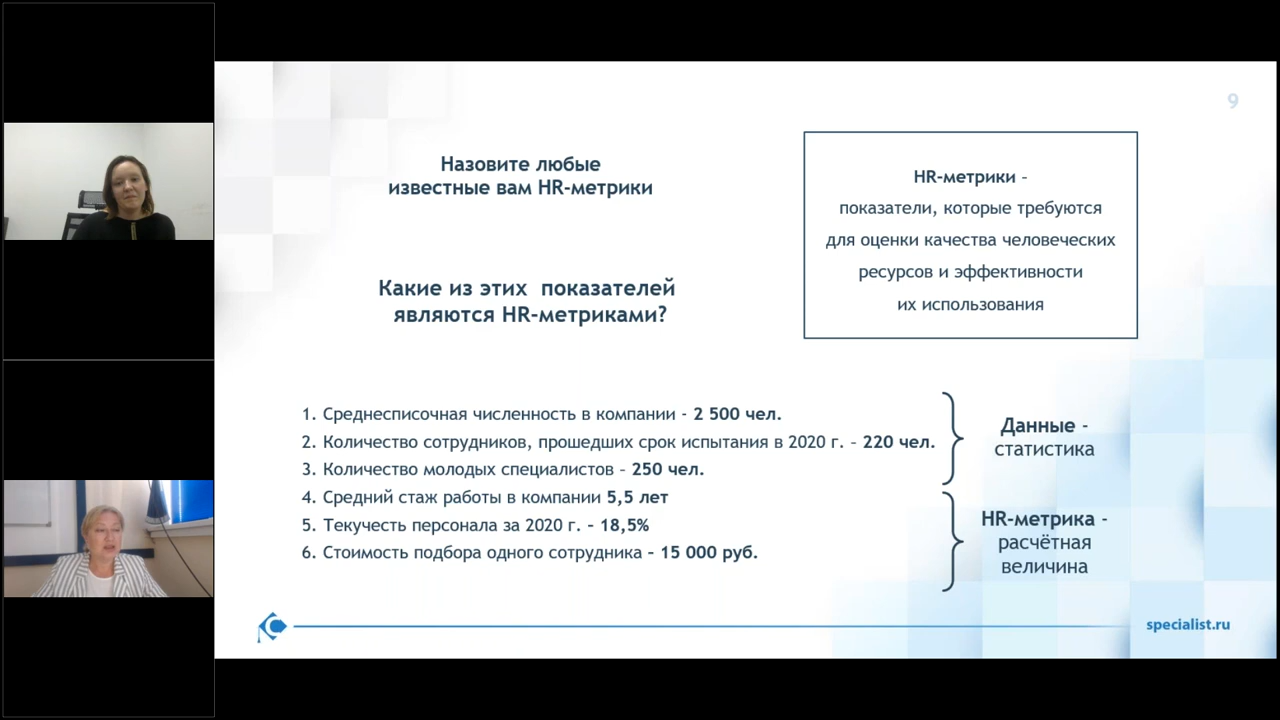 9
Назовите любые
известные вам HR-метрики
HR-метрики -
показатели, которые требуются
для оценки качества человеческих
ресурсов и эффективности
их использования
Какие из этих показателей
являются HR-метриками?
1. Среднесписочная численность в компании - 2 500 чел.
2. Количество сотрудников, прошедших срок испытания в 2020 г. – 220 чел.
3. Количество молодых специалистов – 250 чел.
4. Средний стаж работы в компании 5,5 лет
5. Текучесть персонала за 2020 г. – 18,5%
6. Стоимость подбора одного сотрудника – 15 000 руб.
Данные -
статистика
HR-метрика -
расчётная
величина
specialist.ru